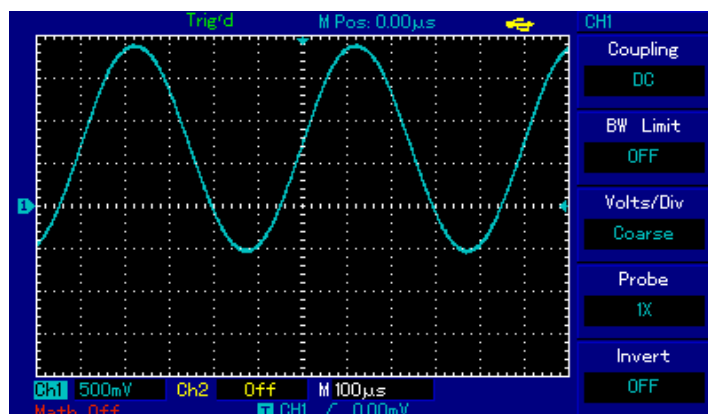 Trig'd M Pos: 0.00μs CH1
Coupling
DC
BW Limit
OFF
1
Volts/Div
Coarse
Probe
1X
Invert
OFF
Ch1 500mV Ch2 Off M 100μs
Math Off T CH1 / 0.00mV